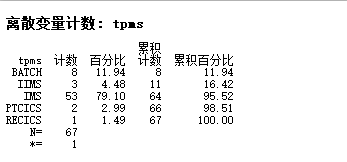 离散变量计数: tpms
累积
tpms 计数 百分比 计数 累积百分比
BATCH 8 11.94 8 11.94
IIMS 3 4.48 11 16.42
IMS 53 79.10 64 95.52
PTCICS 2 2.99 66 98.51
RECICS 1 1.49 67 100.00
N= 67
*= 1